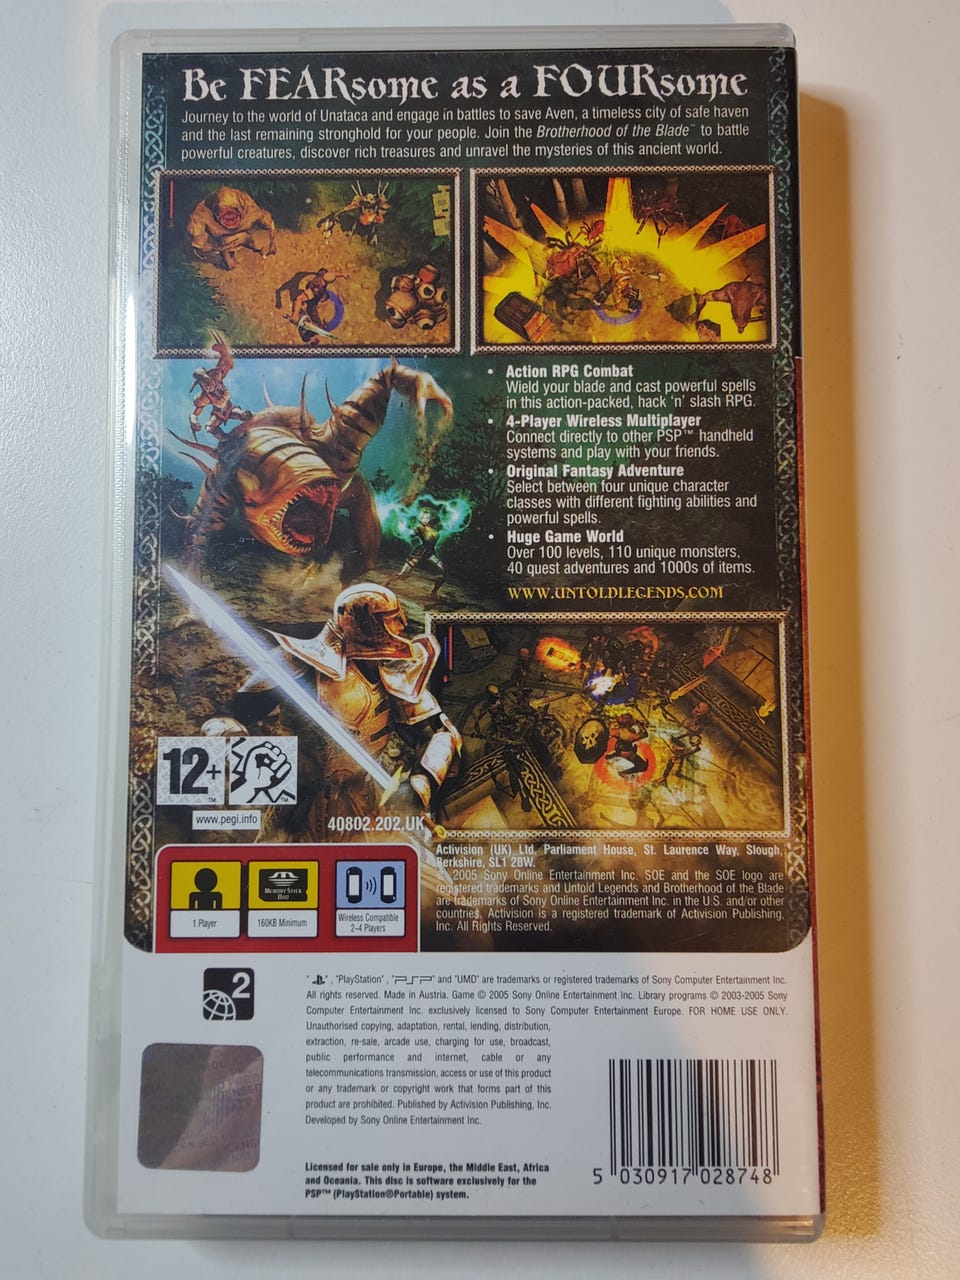 Be FEARsome as a FOURsome
Journey to the world of Unataca and engage in battles to save Aven, a timeless city of safe haven
and the last remaining stronghold for your people. Join the Brotherhood of the Blade™ to battle
powerful creatures, discover rich treasures and unravel the mysteries of this ancient world.
• Action RPG Combat
Wield your blade and cast powerful spells
in this action-packed, hack 'n' slash RPG.
• 4-Player Wireless Multiplayer
Connect directly to other PSP™ handheld
systems and play with your friends.
• Original Fantasy Adventure
Select between four unique character
classes with different fighting abilities and
powerful spells.
• Huge Game World
Over 100 levels, 110 unique monsters,
40 quest adventures and 1000s of items.
WWW.UNTOLDLEGENDS.COM
12+™
™
www.pegi.info
40802.202.UK
Activision (UK) Ltd, Parliament House, St. Laurence Way, Slough,
Berkshire, SL1 2BW.
© 2005 Sony Online Entertainment Inc. SOE and the SOE logo are
registered trademarks and Untold Legends and Brotherhood of the Blade
are trademarks of Sony Online Entertainment Inc. in the U.S. and/or other
countries. Activision is a registered trademark of Activision Publishing,
Inc. All Rights Reserved.
1 Player
MEMORY STICK
DUO
160KB Minimum
Wireless Compatible
2-4 Players
2
" ", "PlayStation", "PSP" and "UMD" are trademarks or registered trademarks of Sony Computer Entertainment Inc.
All rights reserved. Made in Austria. Game © 2005 Sony Online Entertainment Inc. Library programs © 2003-2005 Sony
Computer Entertainment Inc. exclusively licensed to Sony Computer Entertainment Europe. FOR HOME USE ONLY.
Unauthorised copying, adaptation, rental, lending, distribution,
extraction, re-sale, arcade use, charging for use, broadcast,
public performance and internet, cable or any
telecommunications transmission, access or use of this product
or any trademark or copyright work that forms part of this
product are prohibited. Published by Activision Publishing, Inc.
Developed by Sony Online Entertainment Inc.
Licensed for sale only in Europe, the Middle East, Africa
and Oceania. This disc is software exclusively for the
PSP™ (PlayStation®Portable) system.
5 030917 028748